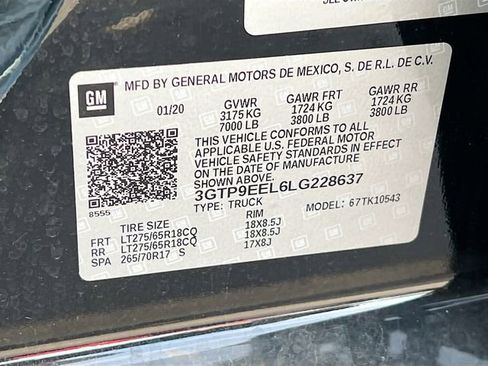 GM
MFD BY GENERAL MOTORS DE MEXICO, S. DE R.L. DE C.V.
01/20 GVWR GAWR FRT GAWR RR
3175 KG 1724 KG 1724 KG
7000 LB 3800 LB 3800 LB
THIS VEHICLE CONFORMS TO ALL
APPLICABLE U.S. FEDERAL MOTOR
VEHICLE SAFETY STANDARDS IN EFFECT
ON THE DATE OF MANUFACTURE SHOWN ABOVE.
3GTP9EEL6LG228637
TYPE: TRUCK 67TK10543
8555
TIRE SIZE RIM
FRT LT275/65R18CQ 18X8.5J
RR LT275/65R18CQ 18X8.5J
SPA 265/70R17 S 17X8J